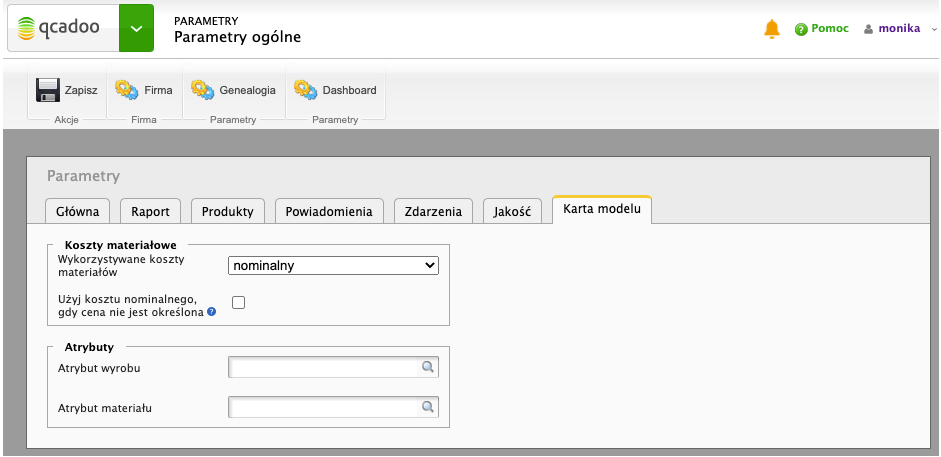 qcadoo
PARAMETRY
Parametry ogólne
Pomoc
monika
Zapisz
Firma
Genealogia
Dashboard
Akcje
Firma
Parametry
Parametry
Parametry
Główna
Raport
Produkty
Powiadomienia
Zdarzenia
Jakość
Karta modelu
Koszty materiałowe
Wykorzystywane koszty
materiałów
nominalny
Użyj kosztu nominalnego,
gdy cena nie jest określona
Atrybuty
Atrybut wyrobu
Atrybut materiału